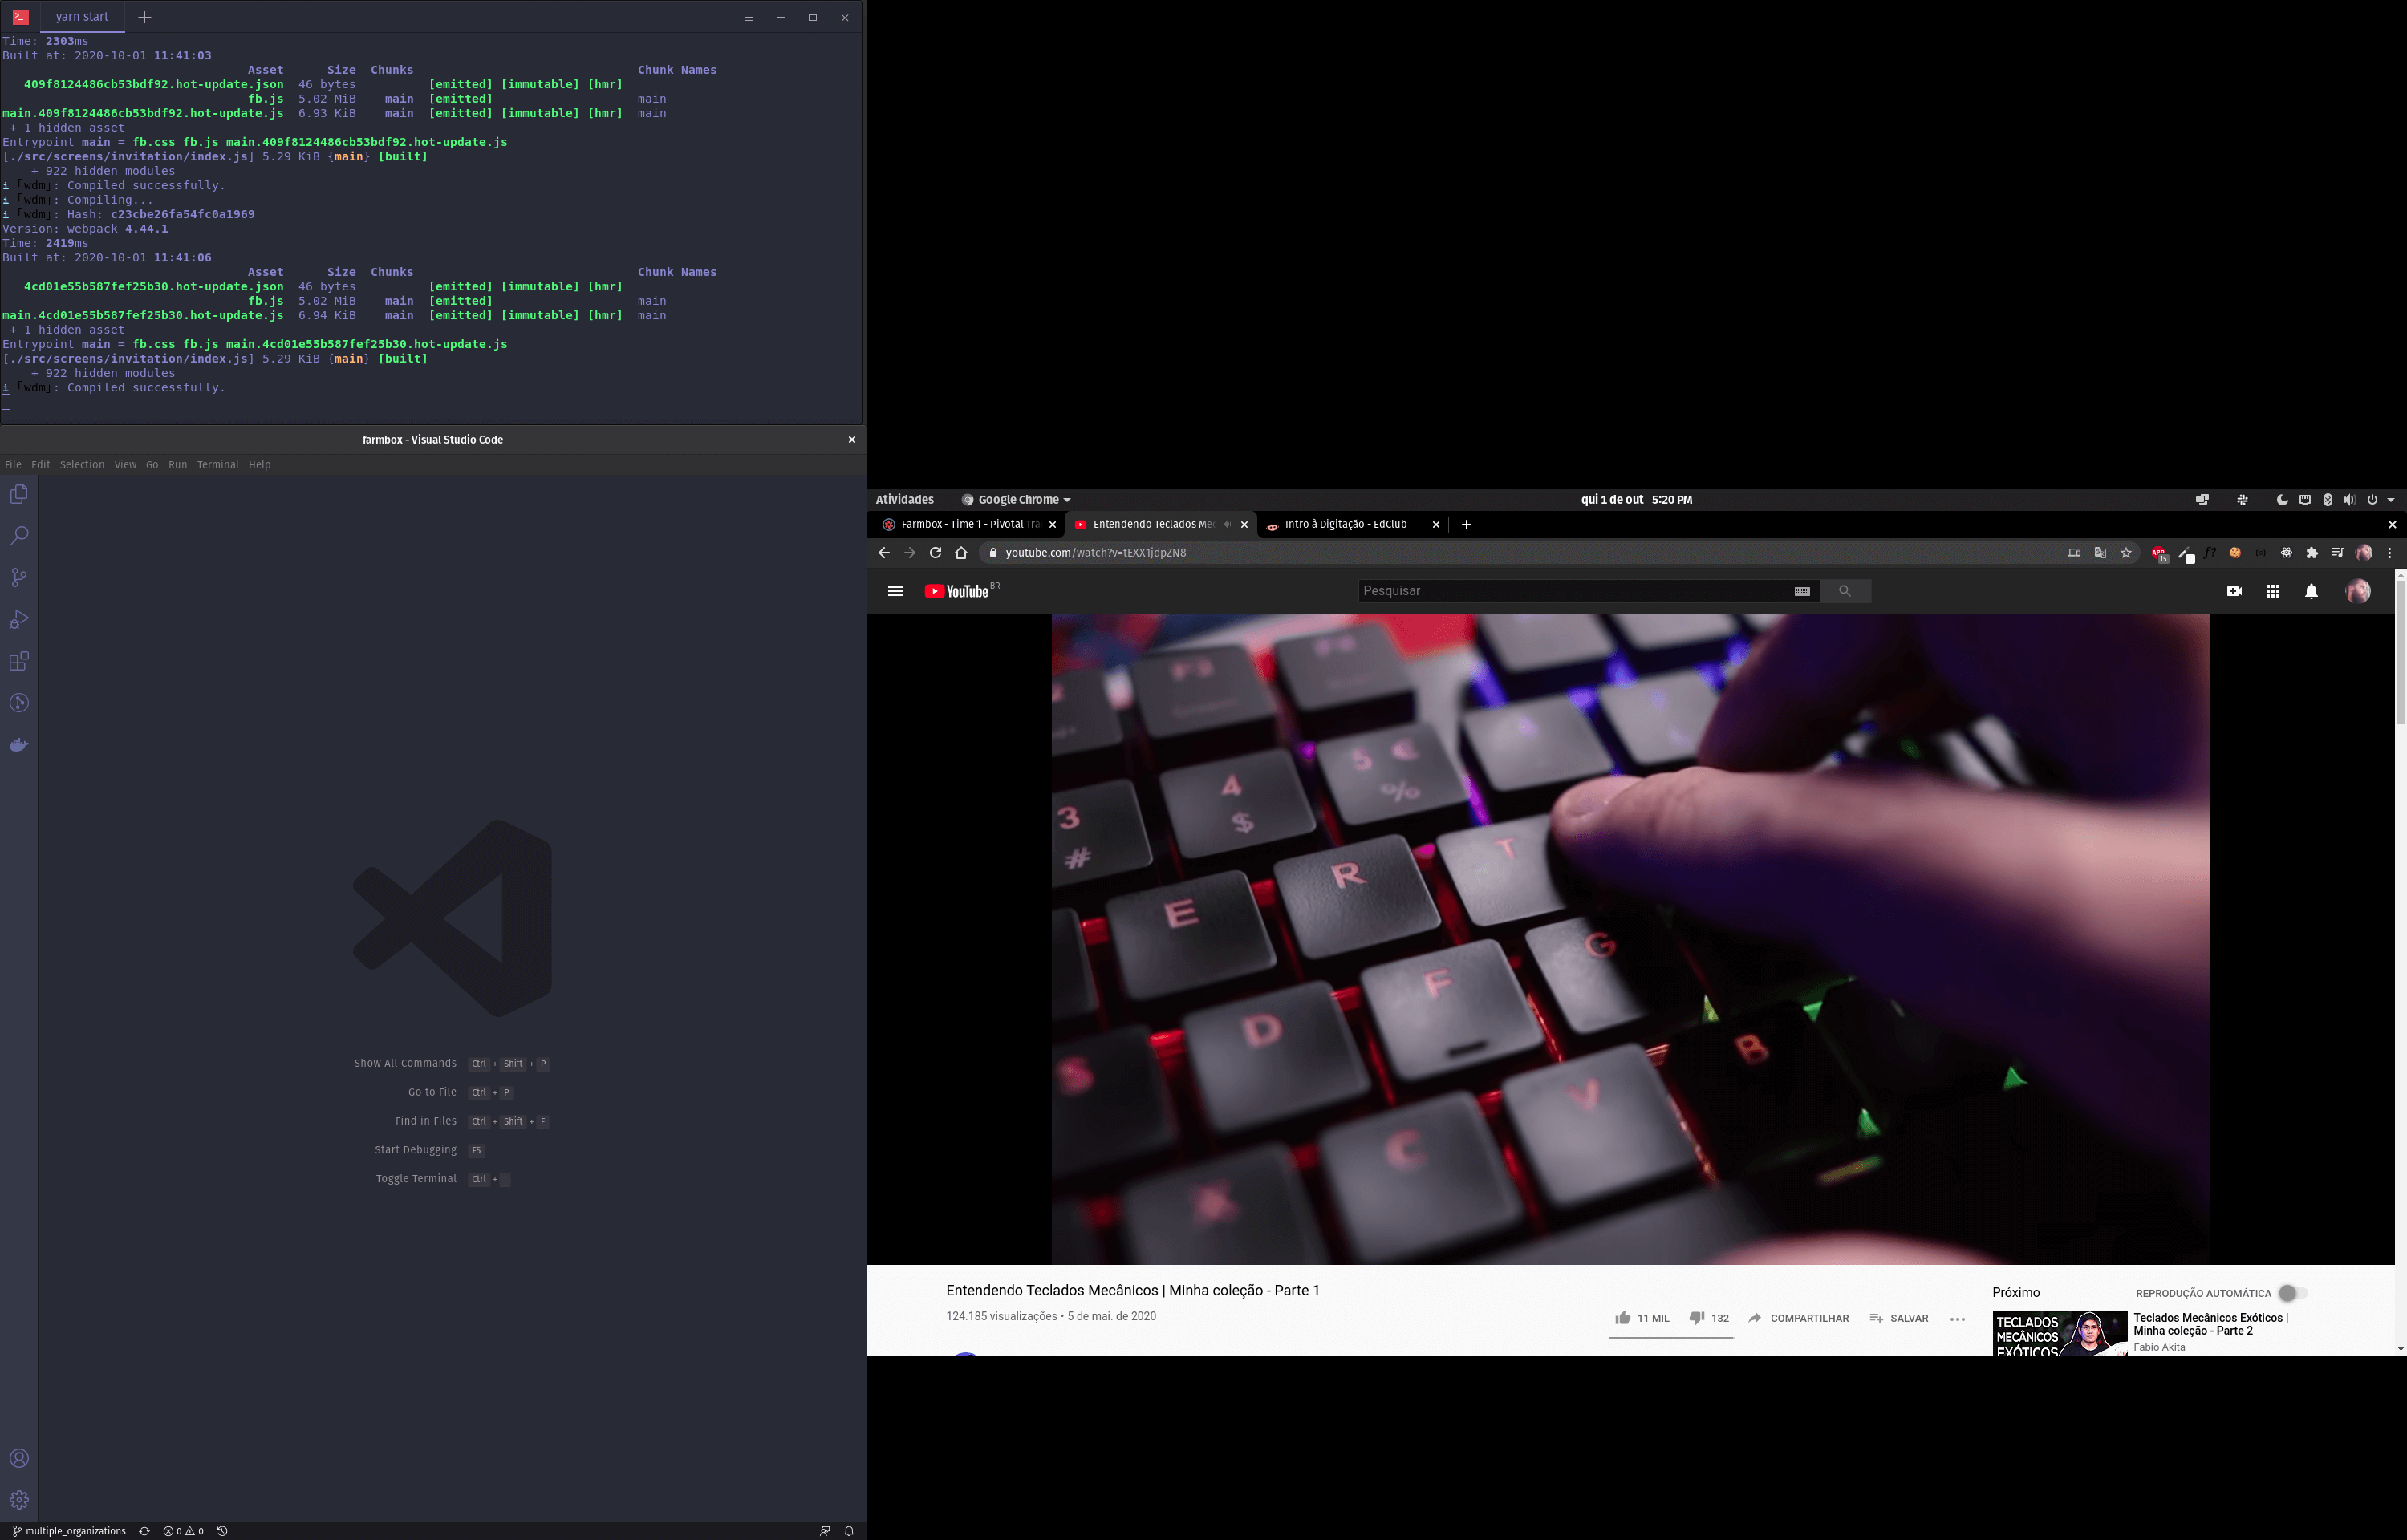 yarn start
Time: 2303ms
Built at: 2020-10-01 11:41:03
Asset Size Chunks Chunk Names
409f8124486cb53bdf92.hot-update.json 46 bytes [emitted] [immutable] [hmr]
fb.js 5.02 MiB main [emitted] main
main.409f8124486cb53bdf92.hot-update.js 6.93 KiB main [emitted] [immutable] [hmr] main
+ 1 hidden asset
Entrypoint main = fb.css fb.js main.409f8124486cb53bdf92.hot-update.js
[./src/screens/invitation/index.js] 5.29 KiB {main} [built]
+ 922 hidden modules
i ｢wdm｣: Compiled successfully.
i ｢wdm｣: Compiling...
i ｢wdm｣: Hash: c23cbe26fa54fc0a1969
Version: webpack 4.44.1
Time: 2419ms
Built at: 2020-10-01 11:41:06
Asset Size Chunks Chunk Names
4cd01e55b587fef25b30.hot-update.json 46 bytes [emitted] [immutable] [hmr]
fb.js 5.02 MiB main [emitted] main
main.4cd01e55b587fef25b30.hot-update.js 6.94 KiB main [emitted] [immutable] [hmr] main
+ 1 hidden asset
Entrypoint main = fb.css fb.js main.4cd01e55b587fef25b30.hot-update.js
[./src/screens/invitation/index.js] 5.29 KiB {main} [built]
+ 922 hidden modules
i ｢wdm｣: Compiled successfully.
farmbox - Visual Studio Code
File Edit Selection View Go Run Terminal Help
Show All Commands Ctrl + Shift + P
Go to File Ctrl + P
Find in Files Ctrl + Shift + F
Start Debugging F5
Toggle Terminal Ctrl + '
multiple_organizations 0 0
Atividades Google Chrome qui 1 de out 5:20 PM
Farmbox - Time 1 - Pivotal Tra Entendendo Teclados Mec Intro à Digitação - EdClub
youtube.com/watch?v=tEXX1jdpZN8
ABP 15 f?
YouTube BR Pesquisar
5 € %
4 $
3 #
T
R
E
G
F
D
S
B
V
C
X
Entendendo Teclados Mecânicos | Minha coleção - Parte 1
124.185 visualizações • 5 de mai. de 2020
11 MIL 132 COMPARTILHAR SALVAR
Próximo REPRODUÇÃO AUTOMÁTICA
TECLADOS
MECÂNICOS
EXÓTICOS
Teclados Mecânicos Exóticos |
Minha coleção - Parte 2
Fabio Akita